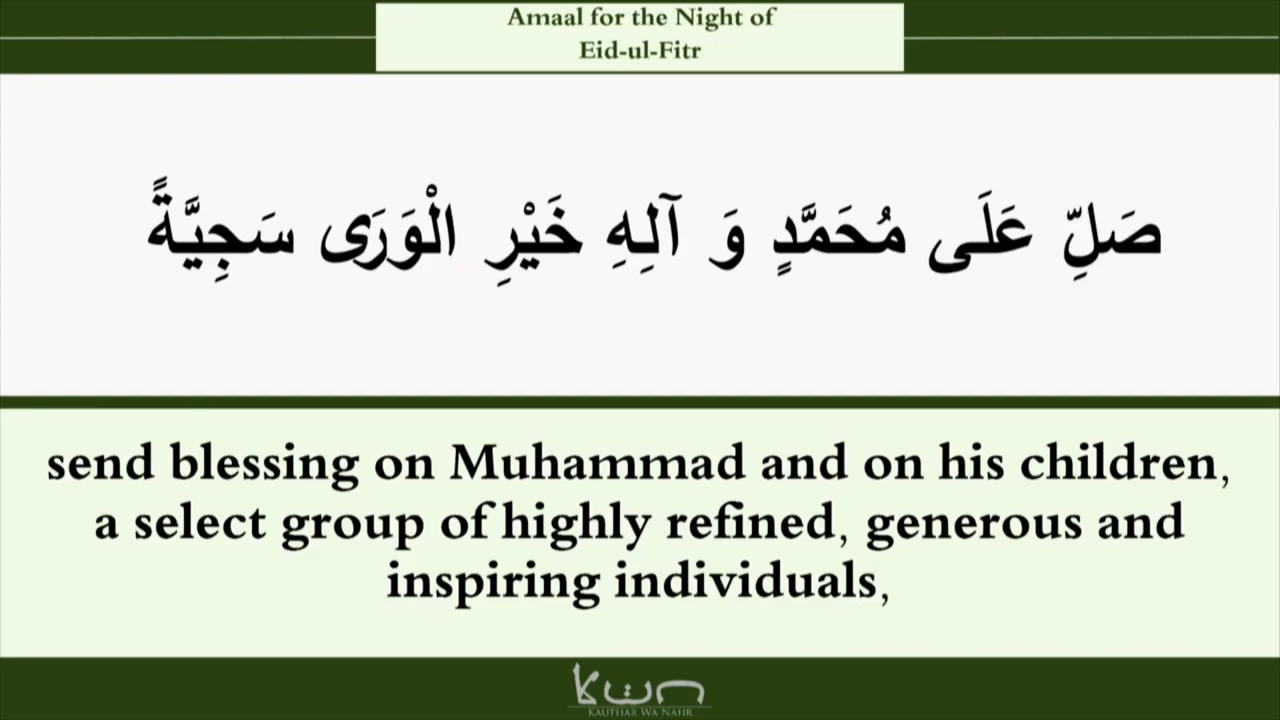 Amaal for the Night of
Eid-ul-Fitr
صَلِّ عَلَى مُحَمَّدٍ وَ آلِهِ خَيْرِ الْوَرَى سَجِيَّةً
send blessing on Muhammad and on his children,
a select group of highly refined, generous and
inspiring individuals,
KAUTHAR WA NAHR